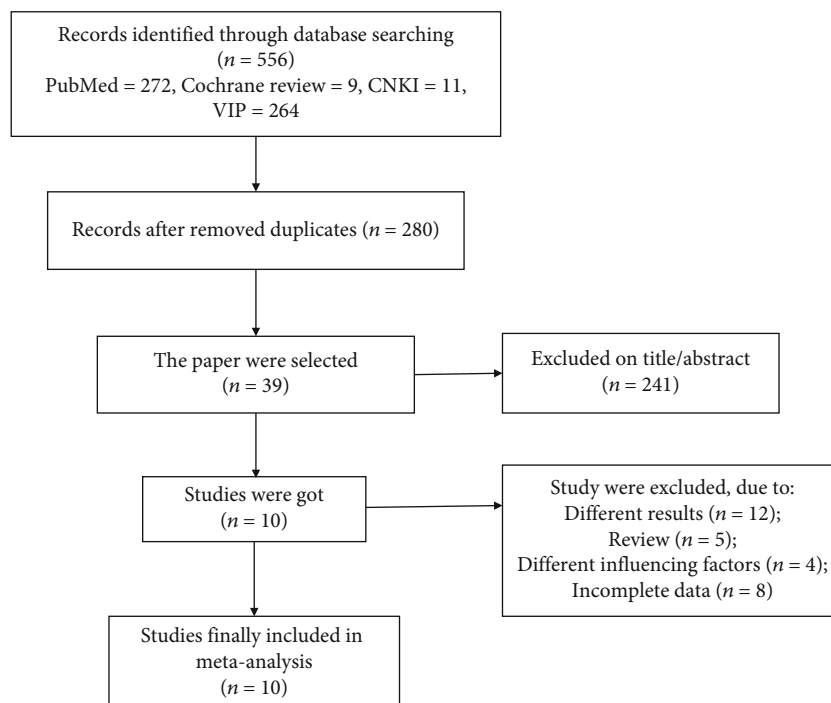 Records identified through database searching
(n = 556)
PubMed = 272, Cochrane review = 9, CNKI = 11,
VIP = 264
Records after removed duplicates (n = 280)
The paper were selected
(n = 39)
Excluded on title/abstract
(n = 241)
Studies were got
(n = 10)
Study were excluded, due to:
Different results (n = 12);
Review (n = 5);
Different influencing factors (n = 4);
Incomplete data (n = 8)
Studies finally included in
meta-analysis
(n = 10)